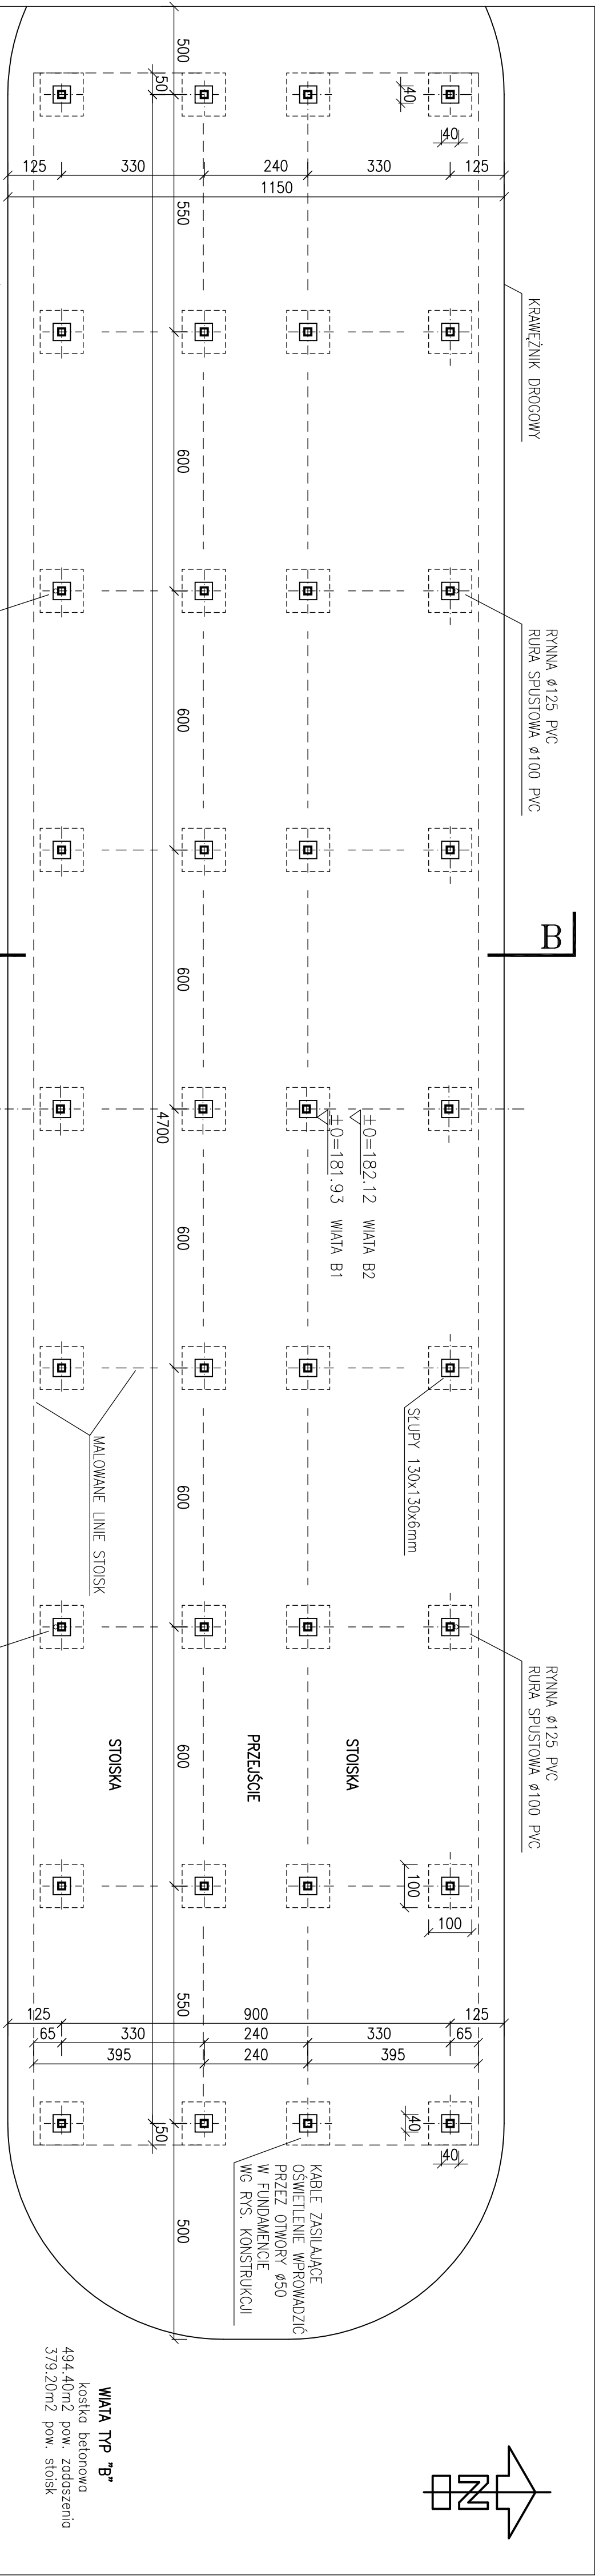 500
50
40
40
125
330
240
330
125
1150
550
KRAWĘŻNIK DROGOWY
600
RYNNA Ø125 PVC
RURA SPUSTOWA Ø100 PVC
600
B
600
4700
±0=182.12 WIATA B2
±0=181.93 WIATA B1
600
SŁUPY 130x130x6mm
MALOWANE LINIE STOISK
600
RYNNA Ø125 PVC
RURA SPUSTOWA Ø100 PVC
600
STOISKA
PRZEJŚCIE
STOISKA
100
100
550
125
900
125
65
330
240
330
65
395
240
395
50
40
40
500
KABLE ZASILAJĄCE
OŚWIETLENIE WPROWADZIĆ
PRZEZ OTWORY Ø50
W FUNDAMENCIE
WG RYS. KONSTRUKCJI
WIATA TYP "B"
kostka betonowa
494.40m2 pow. zadaszenia
379.20m2 pow. stoisk
N